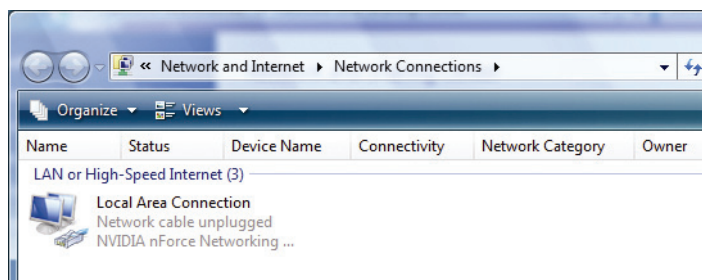 « Network and Internet ▸ Network Connections ▸
Organize Views
Name Status Device Name Connectivity Network Category Owner
LAN or High-Speed Internet (3)
Local Area Connection
Network cable unplugged
NVIDIA nForce Networking ...